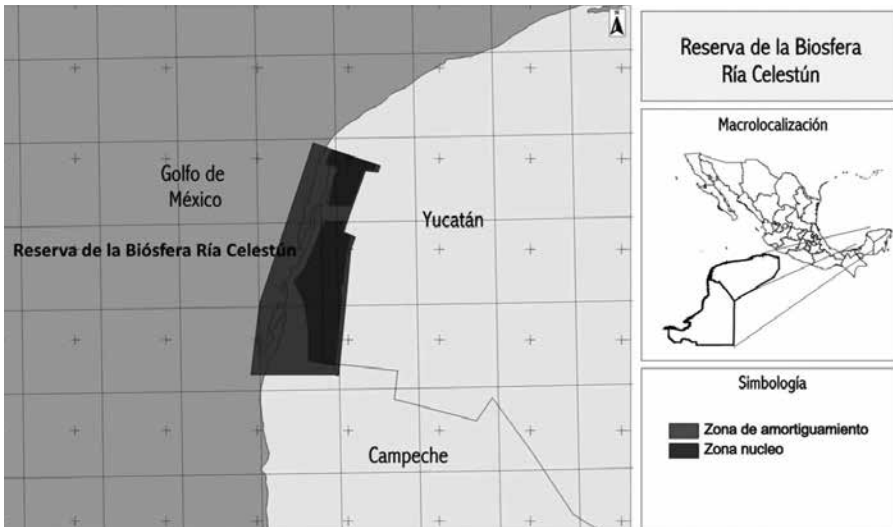 Golfo de
México
Reserva de la Biósfera Ría Celestún
Yucatán
Campeche
Reserva de la Biosfera
Ría Celestún
Macrolocalización
Simbología
Zona de amortiguamiento
Zona nucleo